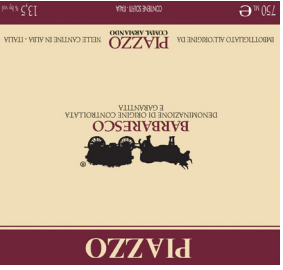 PIAZZO
®
BARBARESCO
DENOMINAZIONE DI ORIGINE CONTROLLATA
E GARANTITA
IMBOTTIGLIATO ALL'ORIGINE DA PIAZZO COMM. ARMANDO NELLE CANTINE IN ALBA - ITALIA
750 ML e CONTIENE SOLFITI - ITALIA 13,5 % by vol